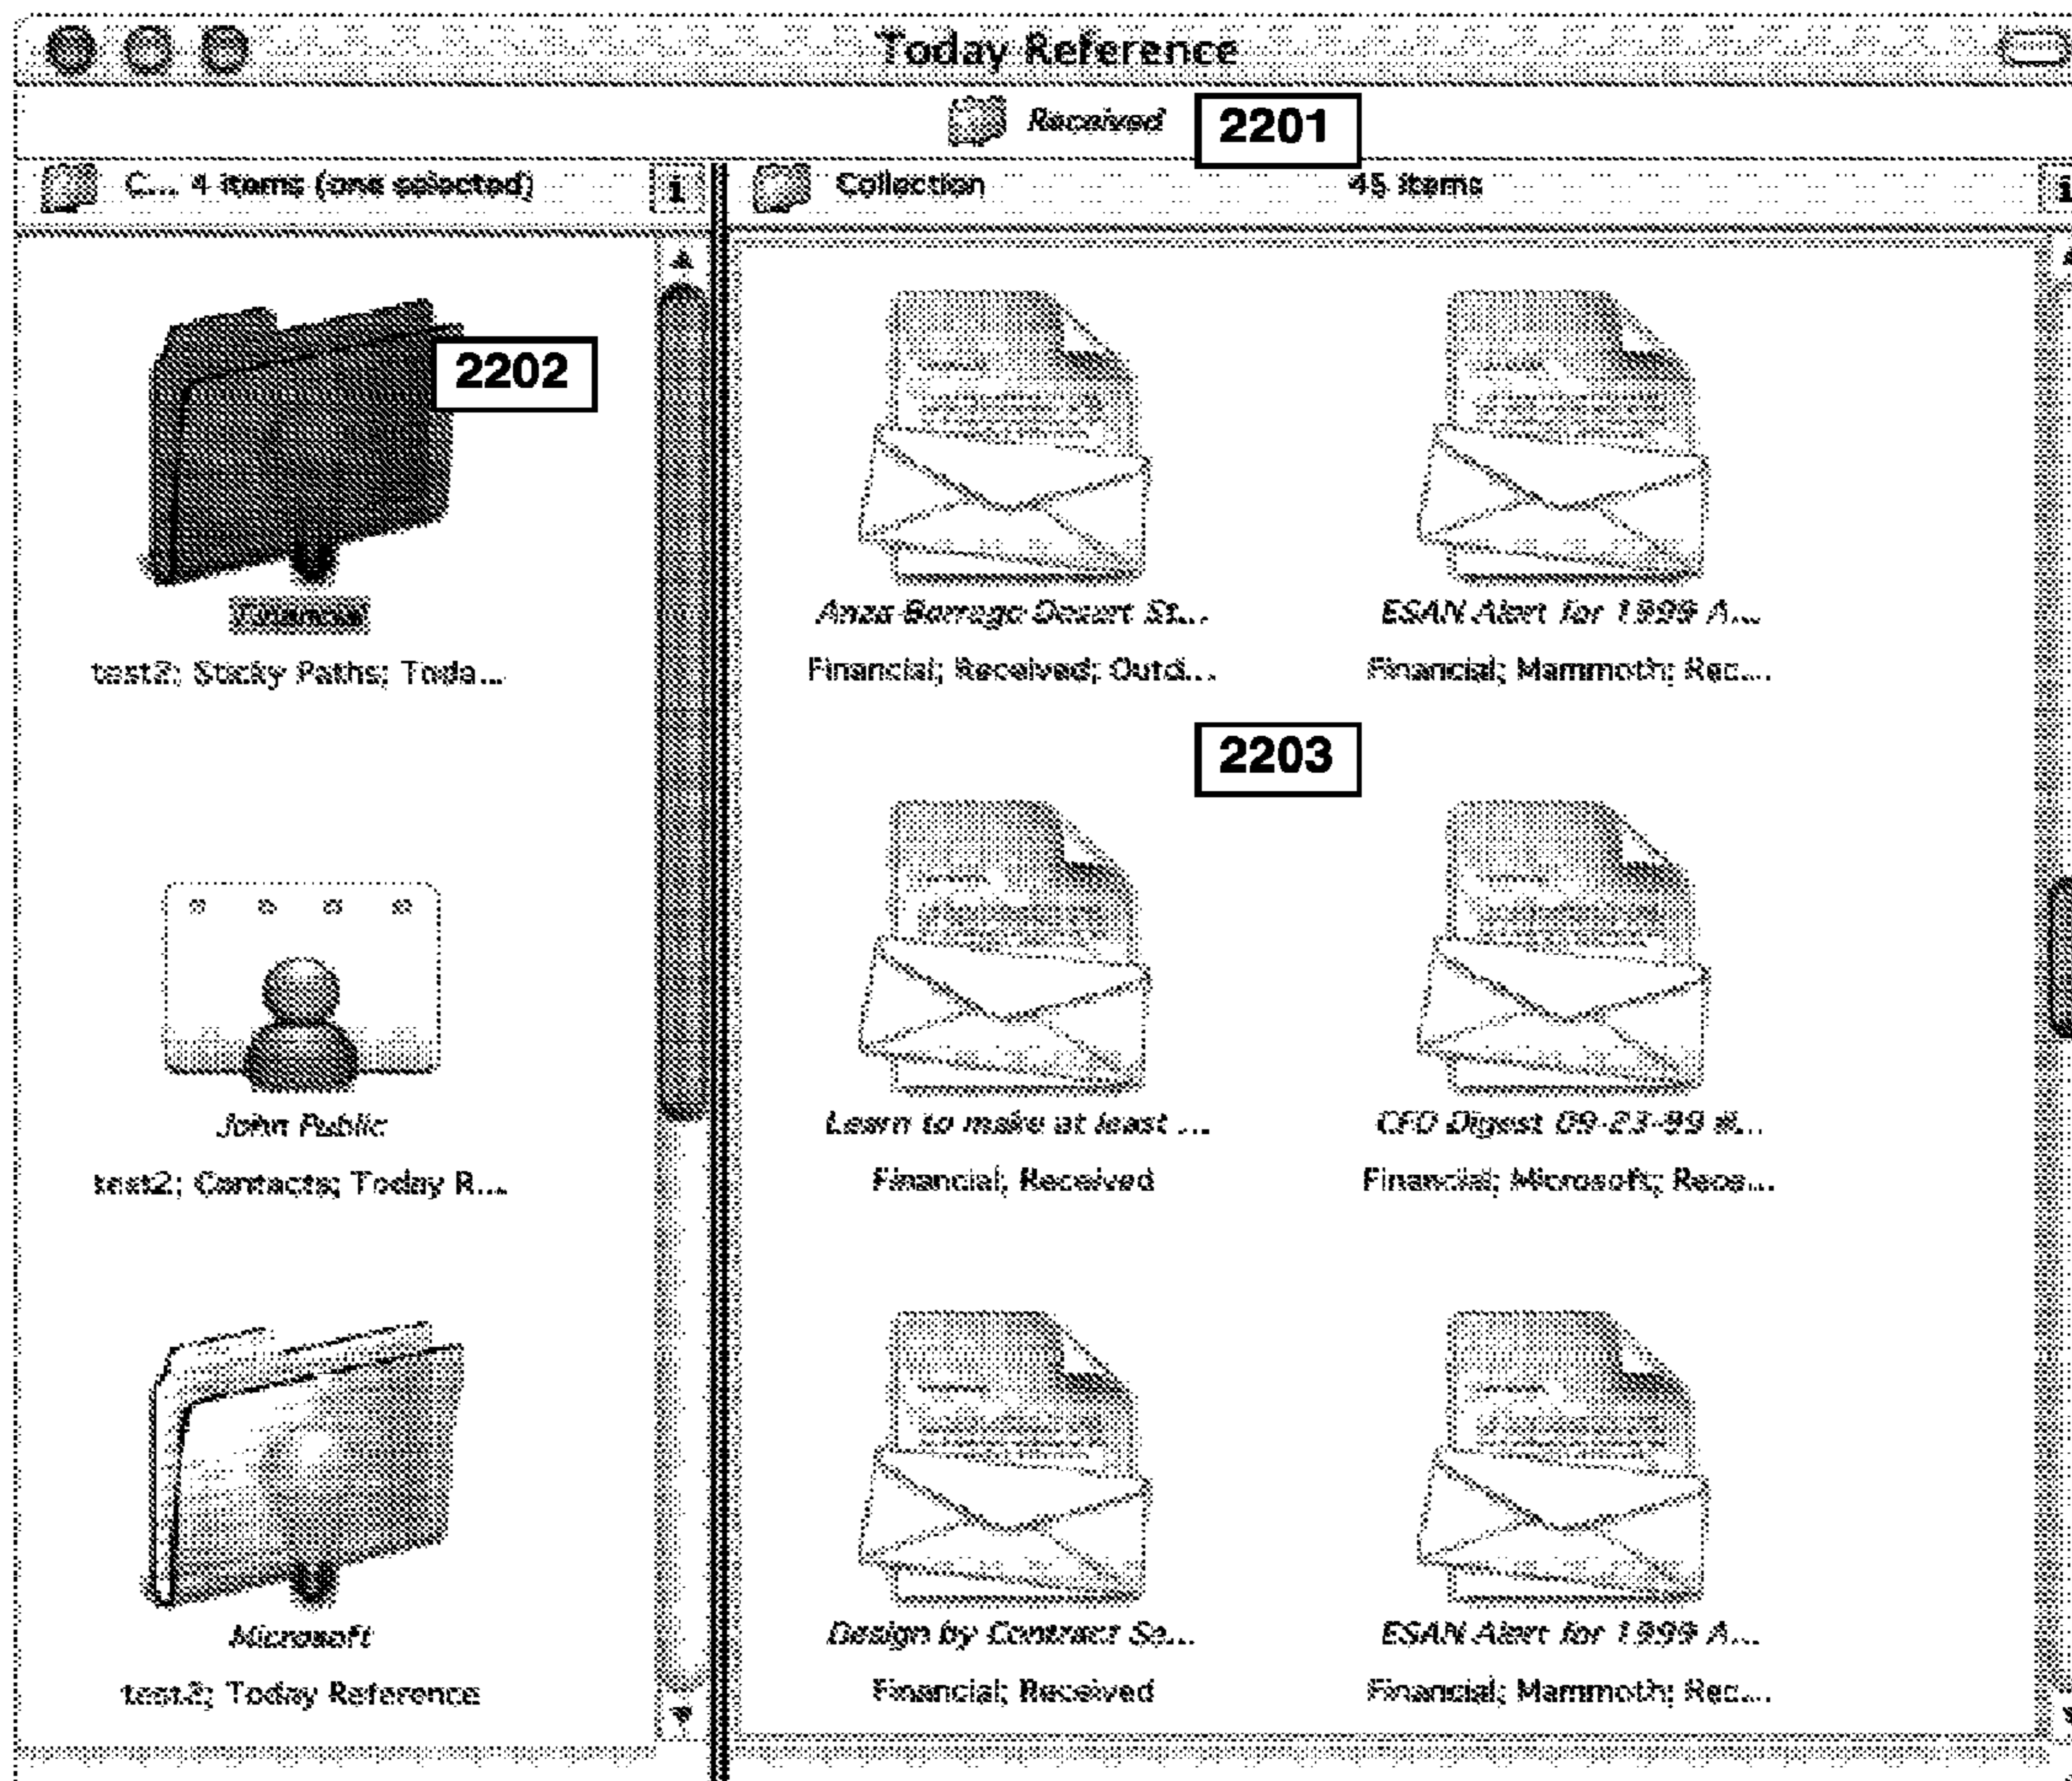 Today Reference
Received 2201
C... 4 items (one selected) i
Collection 45 items i
2202
Financial
test2; Sticky Paths; Toda...
John Public
test2; Contacts; Today R...
Microsoft
test2; Today Reference
Anza-Borrego Desert St... ESAN Alert for 1999 A...
Financial; Received; Outd... Financial; Mammoth; Rec...
2203
Learn to make at least ... CFO Digest 09-23-99 #...
Financial; Received Financial; Microsoft; Rece...
Design by Contract Se... ESAN Alert for 1999 A...
Financial; Received Financial; Mammoth; Rec...